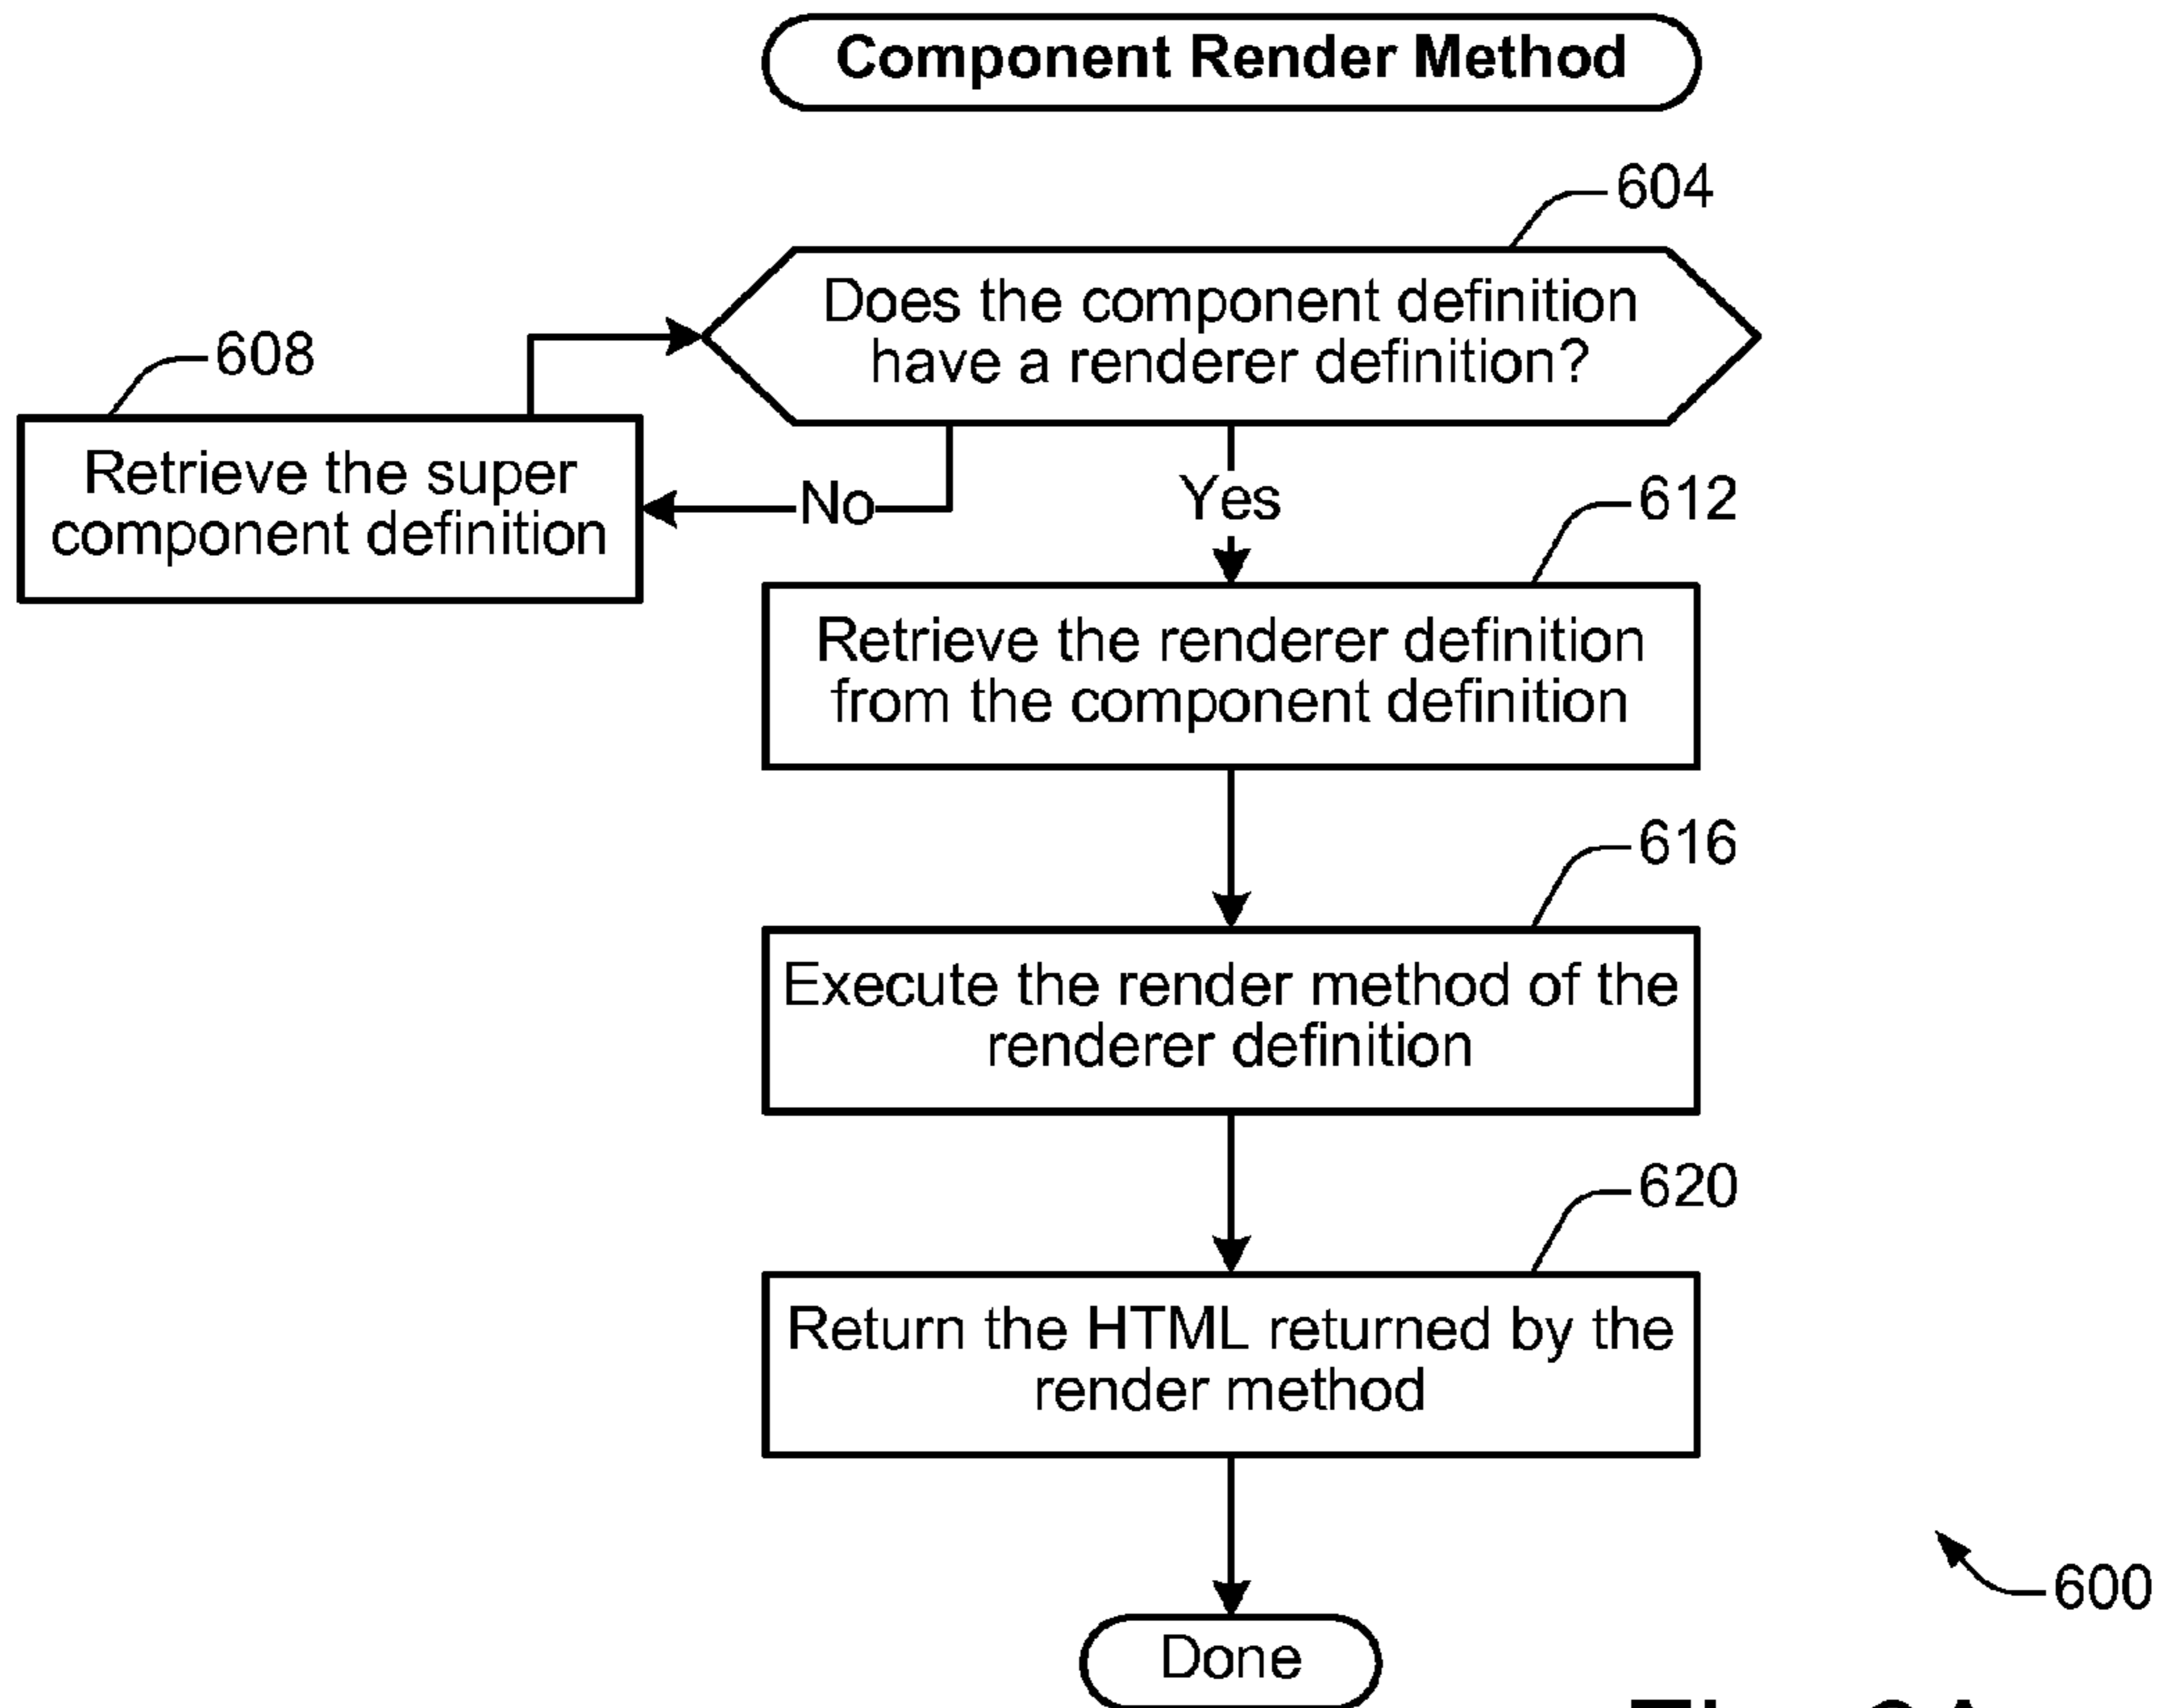 Component Render Method
604
Does the component definition
have a renderer definition?
608
Retrieve the super
component definition
No
Yes
612
Retrieve the renderer definition
from the component definition
616
Execute the render method of the
renderer definition
620
Return the HTML returned by the
render method
600
Done